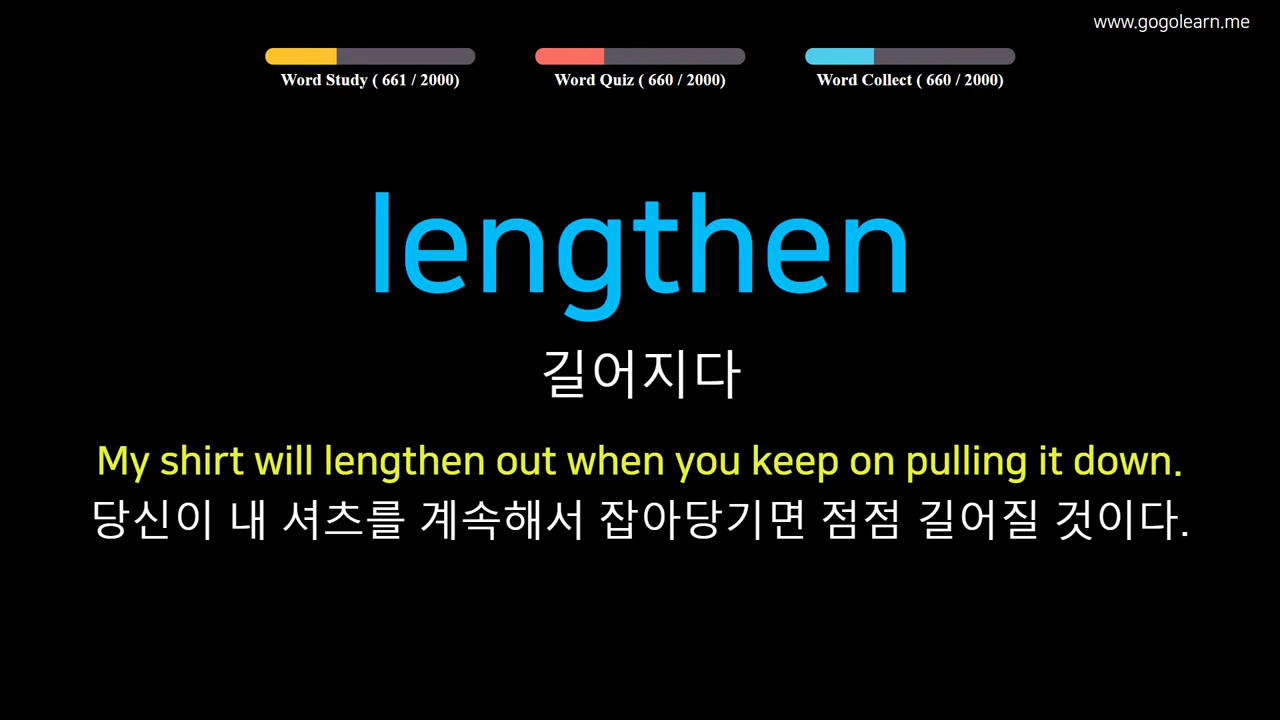 www.gogolearn.me
Word Study ( 661 / 2000) Word Quiz ( 660 / 2000) Word Collect ( 660 / 2000)
lengthen
길어지다
My shirt will lengthen out when you keep on pulling it down.
당신이 내 셔츠를 계속해서 잡아당기면 점점 길어질 것이다.